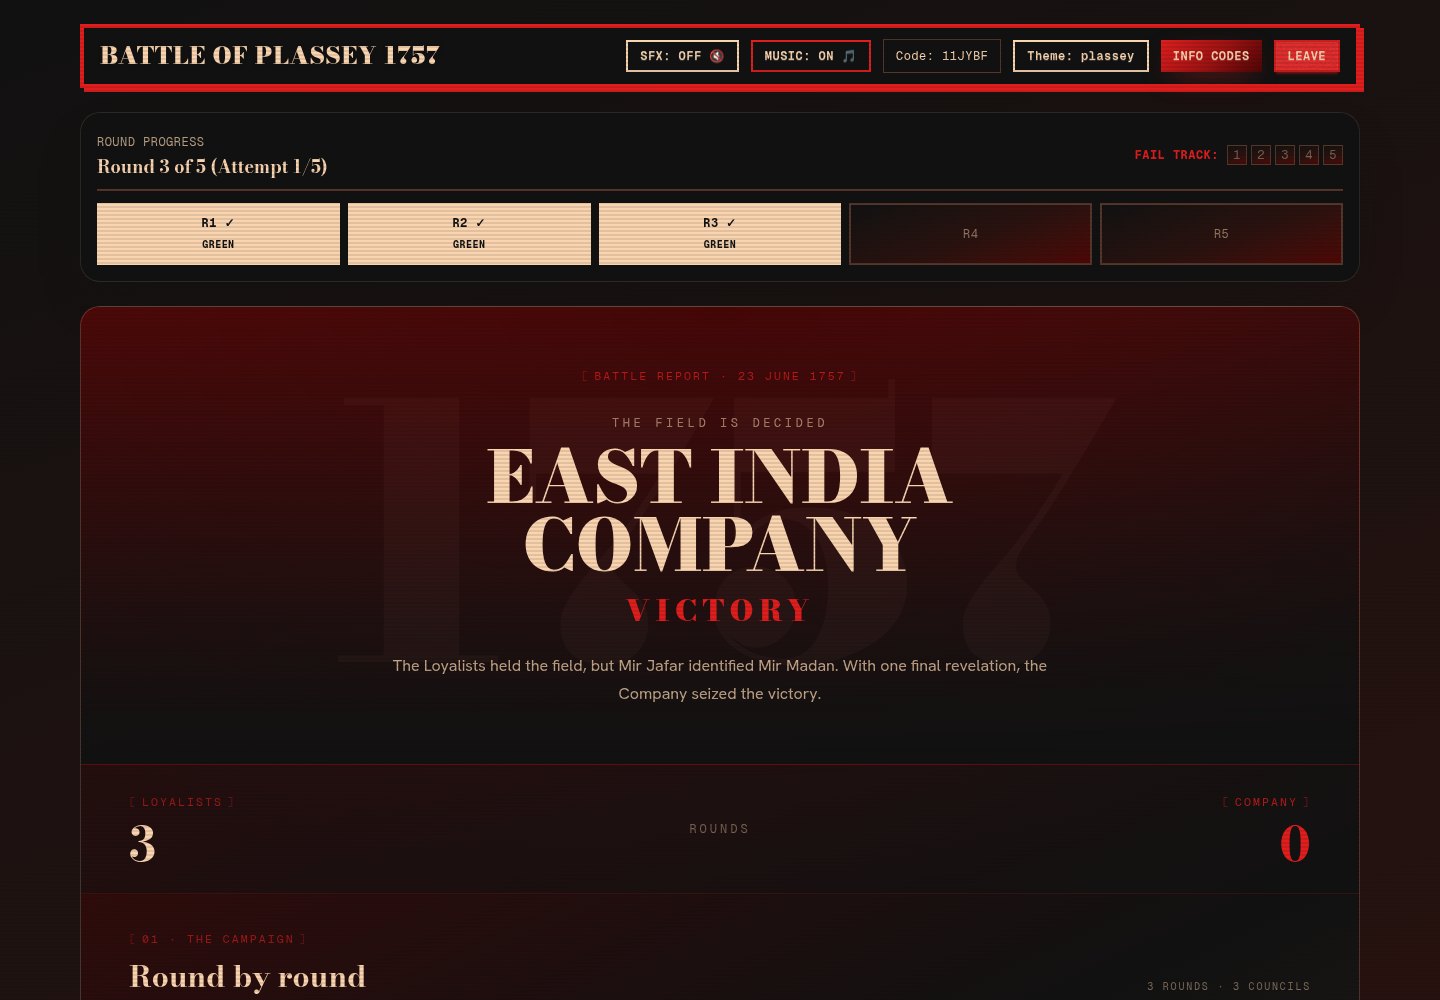 BATTLE OF PLASSEY 1757
SFX: OFF 🔇
MUSIC: ON 🎵
Code: 11JYBF
Theme: plassey
INFO CODES
LEAVE
ROUND PROGRESS
Round 3 of 5 (Attempt 1/5)
FAIL TRACK: 1 2 3 4 5
R1 ✓
GREEN
R2 ✓
GREEN
R3 ✓
GREEN
R4
R5
1757
[ BATTLE REPORT · 23 JUNE 1757 ]
THE FIELD IS DECIDED
EAST INDIA
COMPANY
VICTORY
The Loyalists held the field, but Mir Jafar identified Mir Madan. With one final revelation, the
Company seized the victory.
[ LOYALISTS ]
3
ROUNDS
[ COMPANY ]
0
[ 01 · THE CAMPAIGN ]
Round by round
3 ROUNDS · 3 COUNCILS